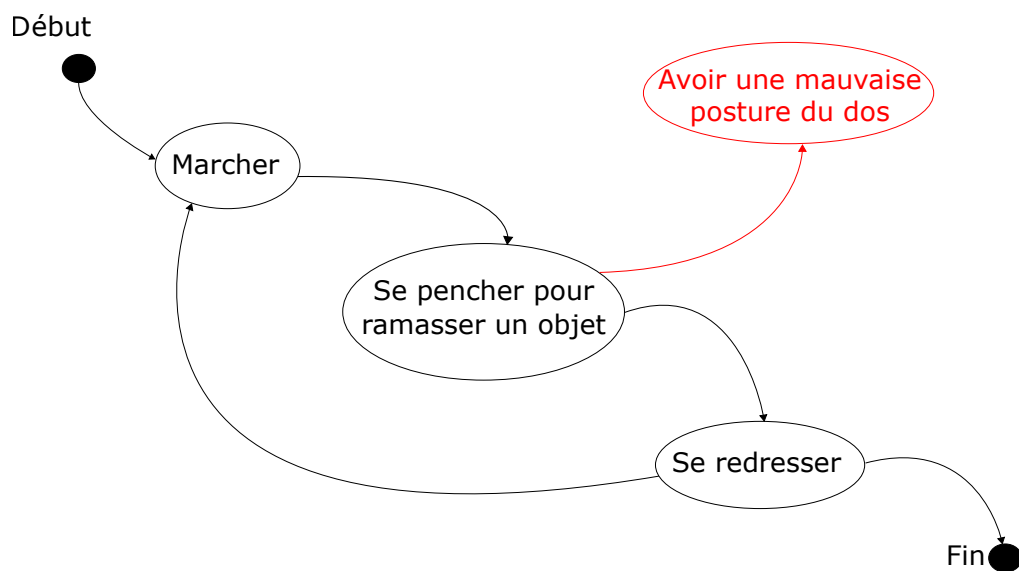 Début
Avoir une mauvaise
posture du dos
Marcher
Se pencher pour
ramasser un objet
Se redresser
Fin